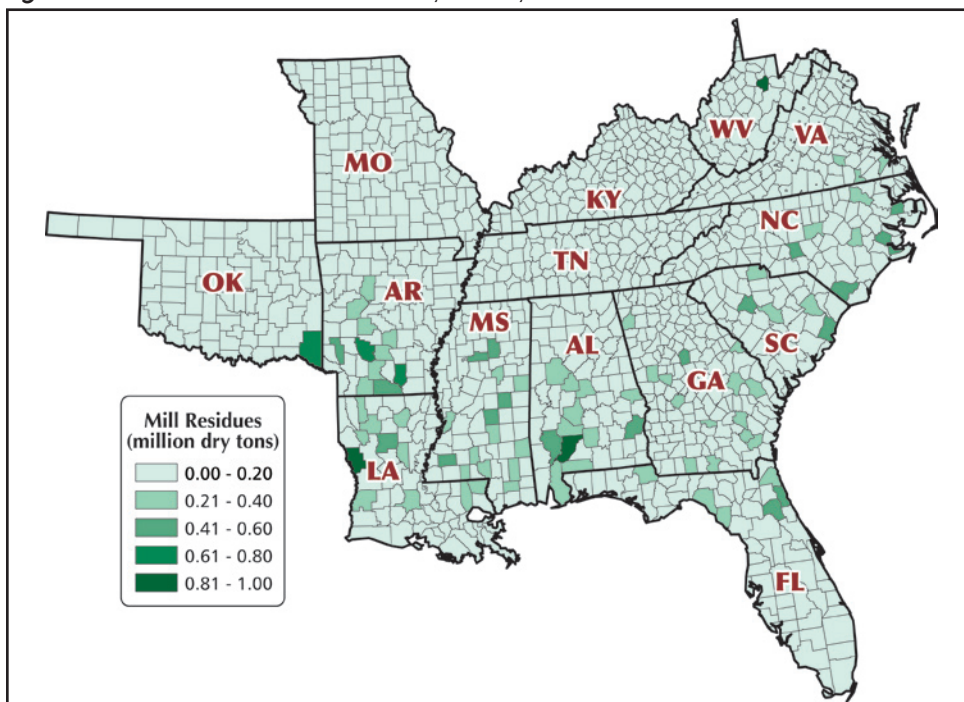 WV
VA
MO
KY
NC
TN
OK
AR
MS
AL
SC
GA
LA
FL
Mill Residues
(million dry tons)
0.00 - 0.20
0.21 - 0.40
0.41 - 0.60
0.61 - 0.80
0.81 - 1.00